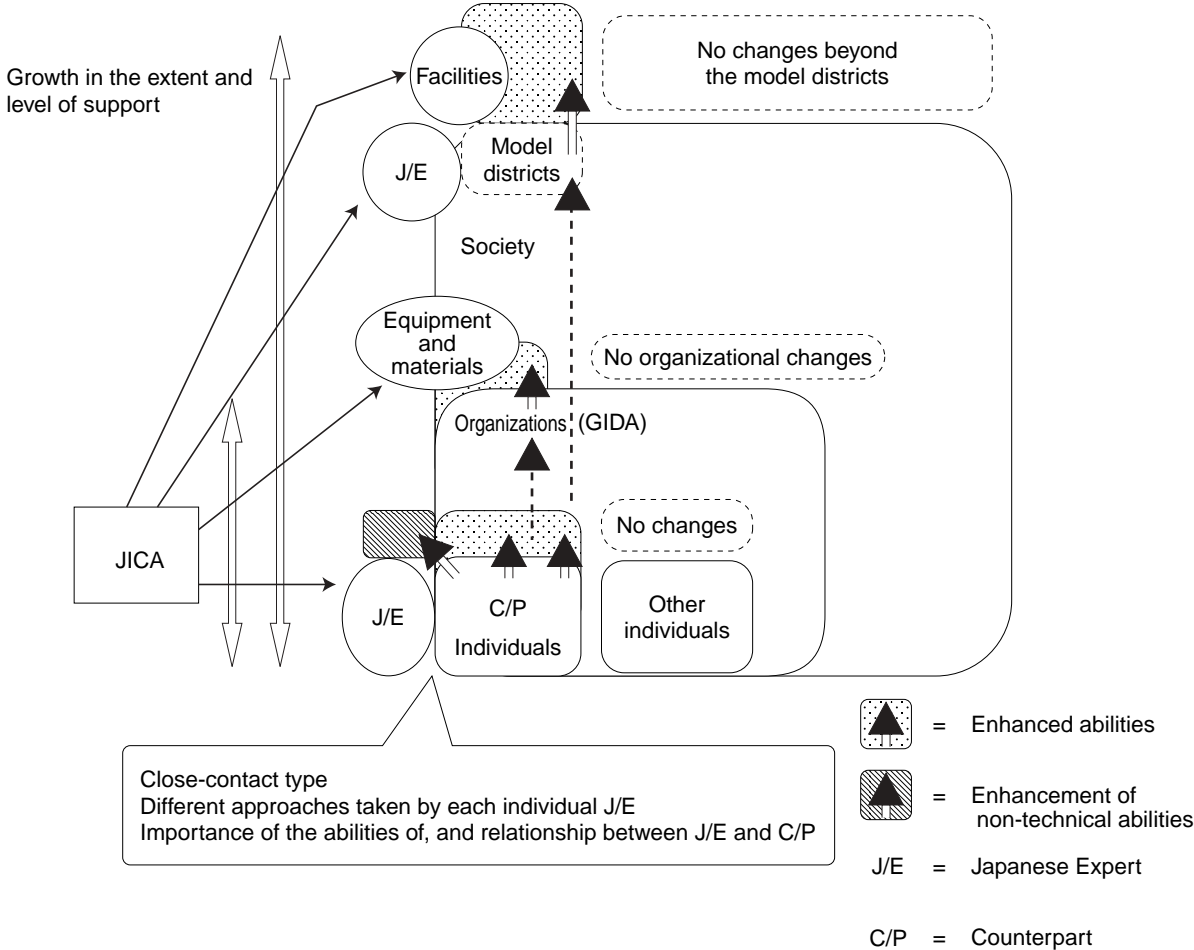 Growth in the extent and
level of support
Facilities
No changes beyond
the model districts
J/E
Model
districts
Society
Equipment
and
materials
No organizational changes
Organizations (GIDA)
JICA
No changes
J/E
C/P
Individuals
Other
individuals
Close-contact type
Different approaches taken by each individual J/E
Importance of the abilities of, and relationship between J/E and C/P
= Enhanced abilities
= Enhancement of
non-technical abilities
J/E = Japanese Expert
C/P = Counterpart